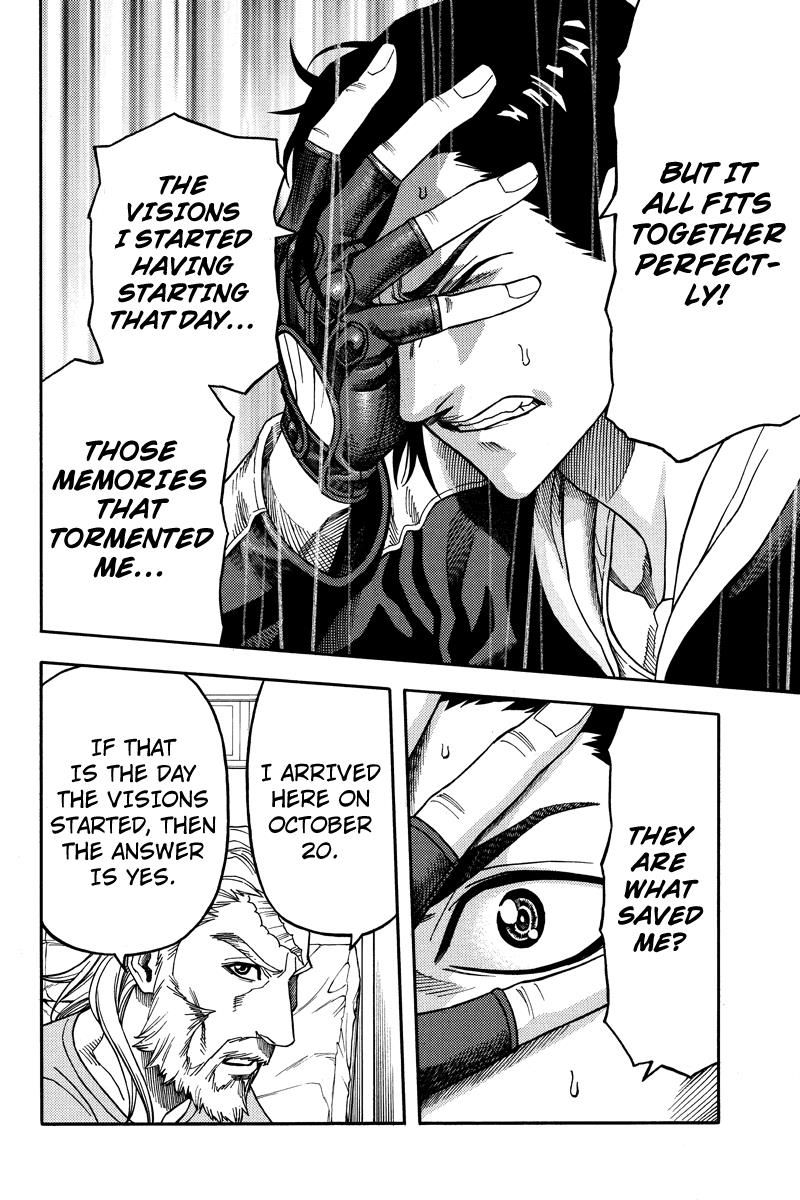 BUT IT
ALL FITS
TOGETHER
PERFECT-
LY!
THE
VISIONS
I STARTED
HAVING
STARTING
THAT DAY...
THOSE
MEMORIES
THAT
TORMENTED
ME...
THEY
ARE
WHAT
SAVED
ME?
I ARRIVED
HERE ON
OCTOBER
20.
IF THAT
IS THE DAY
THE VISIONS
STARTED, THEN
THE ANSWER
IS YES.